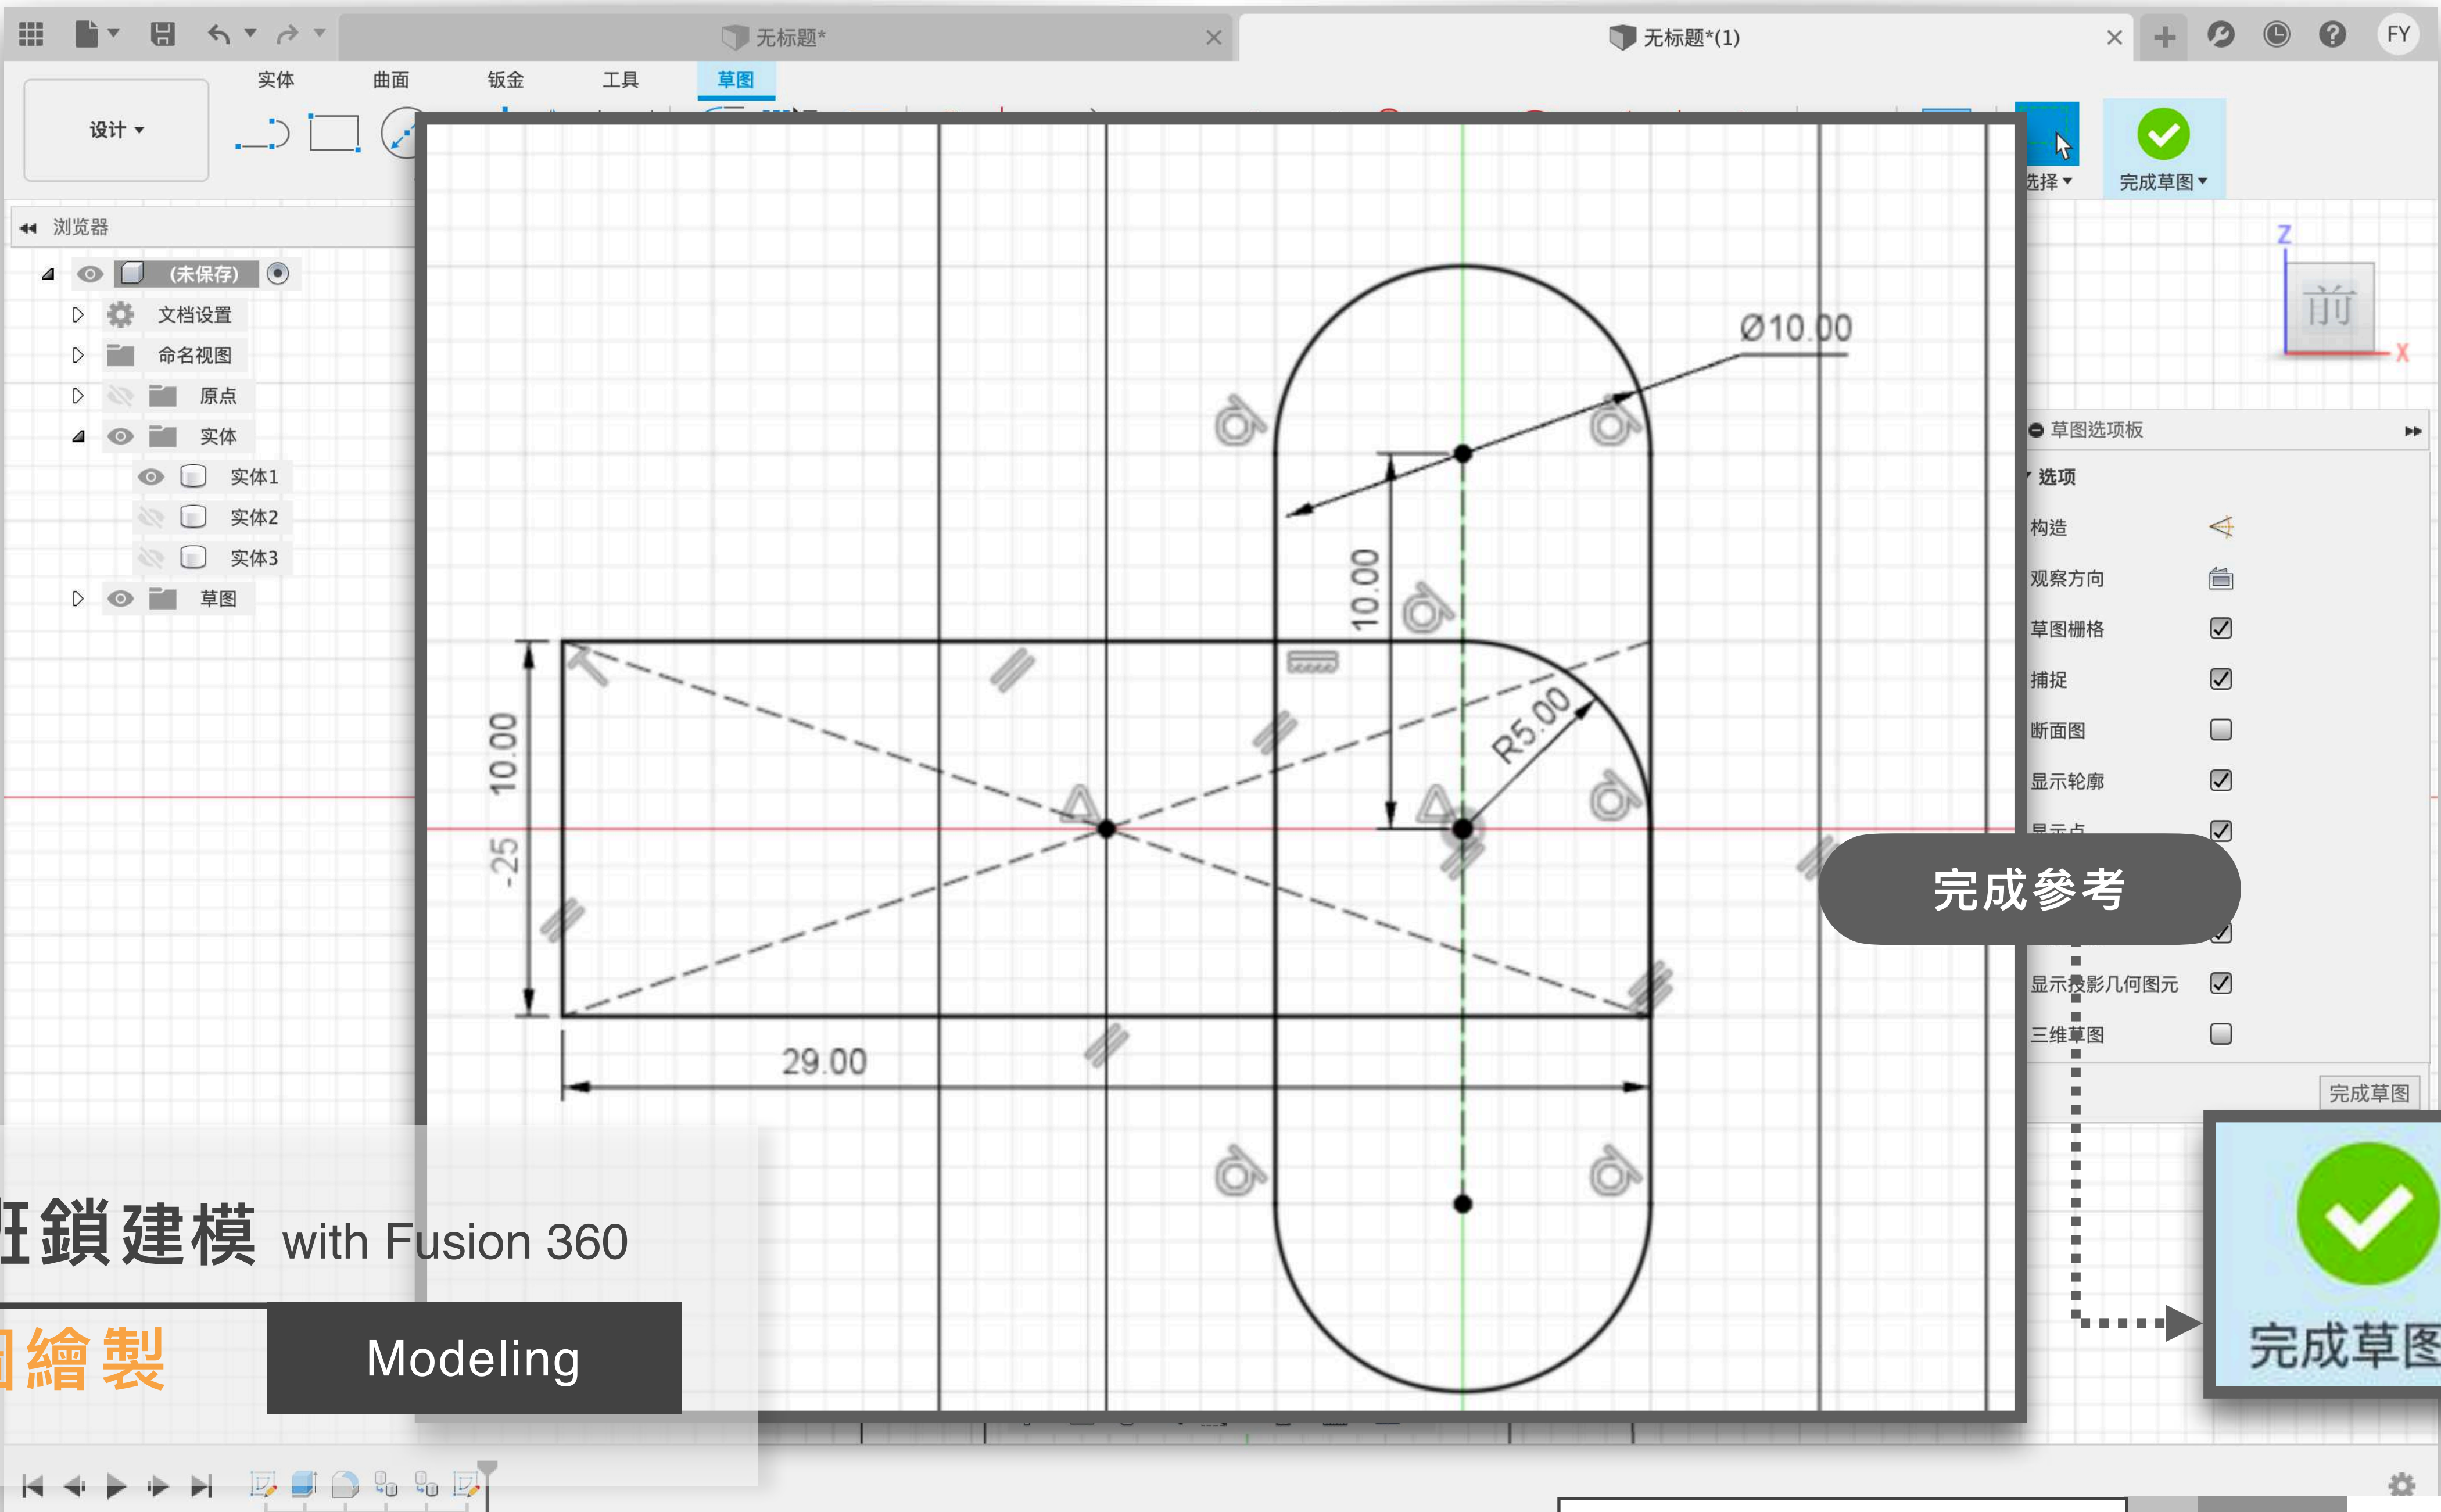 无标题*
无标题*(1)
FY
实体
曲面
钣金
工具
草图
设计
选择
完成草图
浏览器
(未保存)
文档设置
命名视图
原点
实体
实体1
实体2
实体3
草图
前
Z
X
Ø10.00
10.00
R5.00
10.00
-25
29.00
草图选项板
选项
构造
观察方向
草图栅格
捕捉
断面图
显示轮廓
显示点
完成參考
显示投影几何图元
三维草图
完成草图
完成草图
班鎖建模 with Fusion 360
圖繪製
Modeling